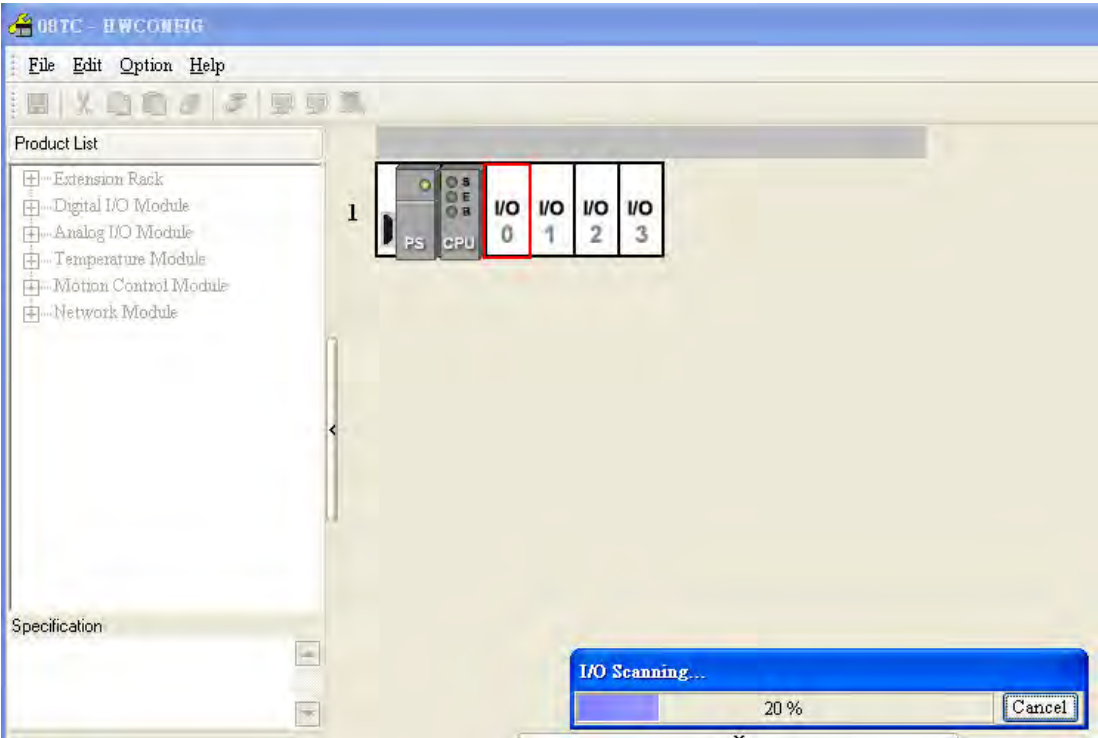 08TC - HWCONFIG
File Edit Option Help
Product List
Extension Rack
Digital I/O Module
Analog I/O Module
Temperature Module
Motion Control Module
Network Module
1
PS
S
E
B
CPU
I/O 0
I/O 1
I/O 2
I/O 3
Specification
I/O Scanning...
20 %
Cancel